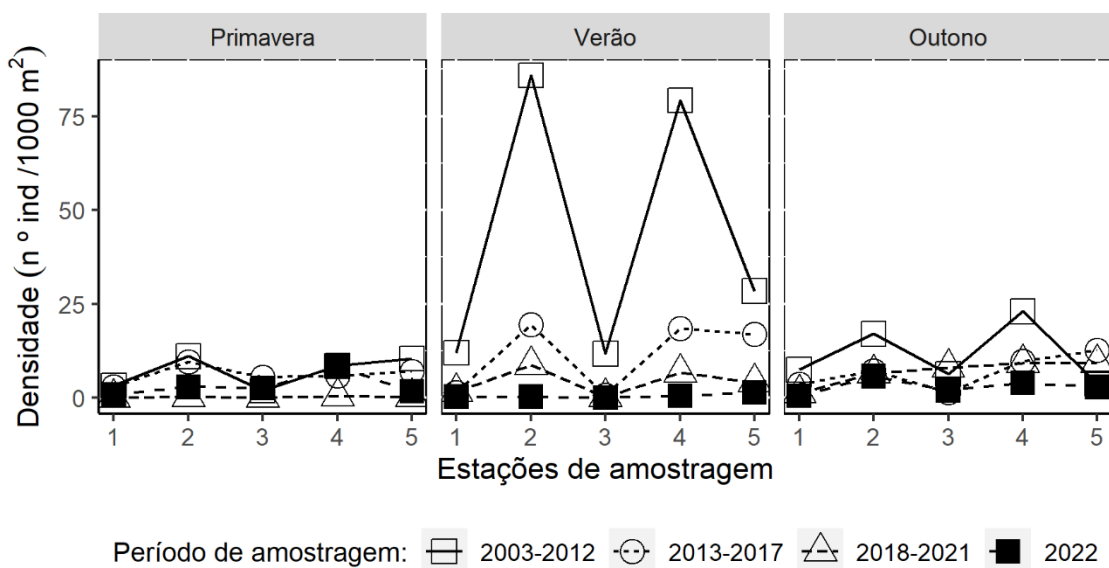 Primavera Verão Outono
Densidade (n º ind /1000 m²)
75
50
25
0
1 2 3 4 5 1 2 3 4 5 1 2 3 4 5
Estações de amostragem
Período de amostragem: 2003-2012 2013-2017 2018-2021 2022